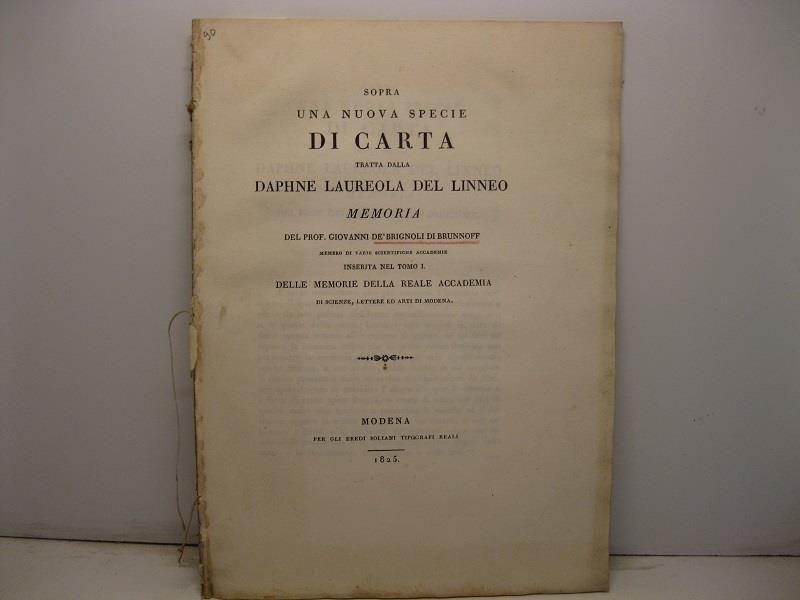 90
SOPRA
UNA NUOVA SPECIE
DI CARTA
TRATTA DALLA
DAPHNE LAUREOLA DEL LINNEO
MEMORIA
DEL PROF. GIOVANNI DE' BRIGNOLI DI BRUNNOFF
MEMBRO DI VARIE SCIENTIFICHE ACCADEMIE
INSERITA NEL TOMO I.
DELLE MEMORIE DELLA REALE ACCADEMIA
DI SCIENZE, LETTERE ED ARTI DI MODENA.
MODENA
PER GLI EREDI SOLIANI TIPOGRAFI REALI
1825.